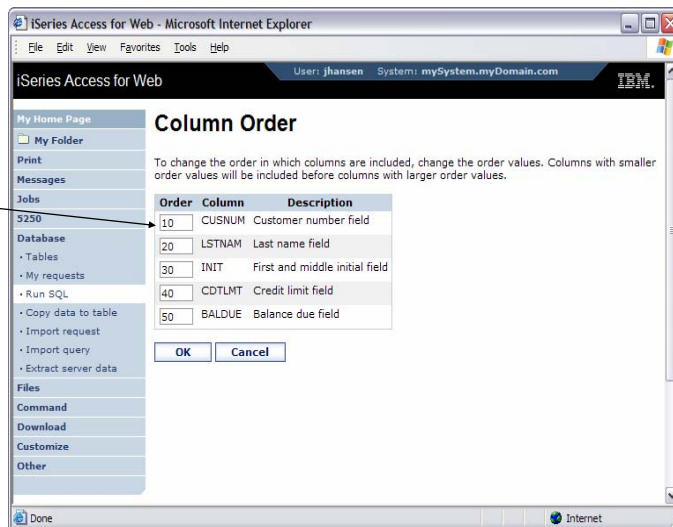 iSeries Access for Web - Microsoft Internet Explorer
File Edit View Favorites Tools Help
iSeries Access for Web
User: jhansen System: mySystem.myDomain.com
IBM.
My Home Page
My Folder
Print
Messages
Jobs
5250
Database
• Tables
• My requests
• Run SQL
• Copy data to table
• Import request
• Import query
• Extract server data
Files
Command
Download
Customize
Other
Column Order
To change the order in which columns are included, change the order values. Columns with smaller
order values will be included before columns with larger order values.
Order Column Description
10 CUSNUM Customer number field
20 LSTNAM Last name field
30 INIT First and middle initial field
40 CDTLMT Credit limit field
50 BALDUE Balance due field
OK Cancel
Done Internet